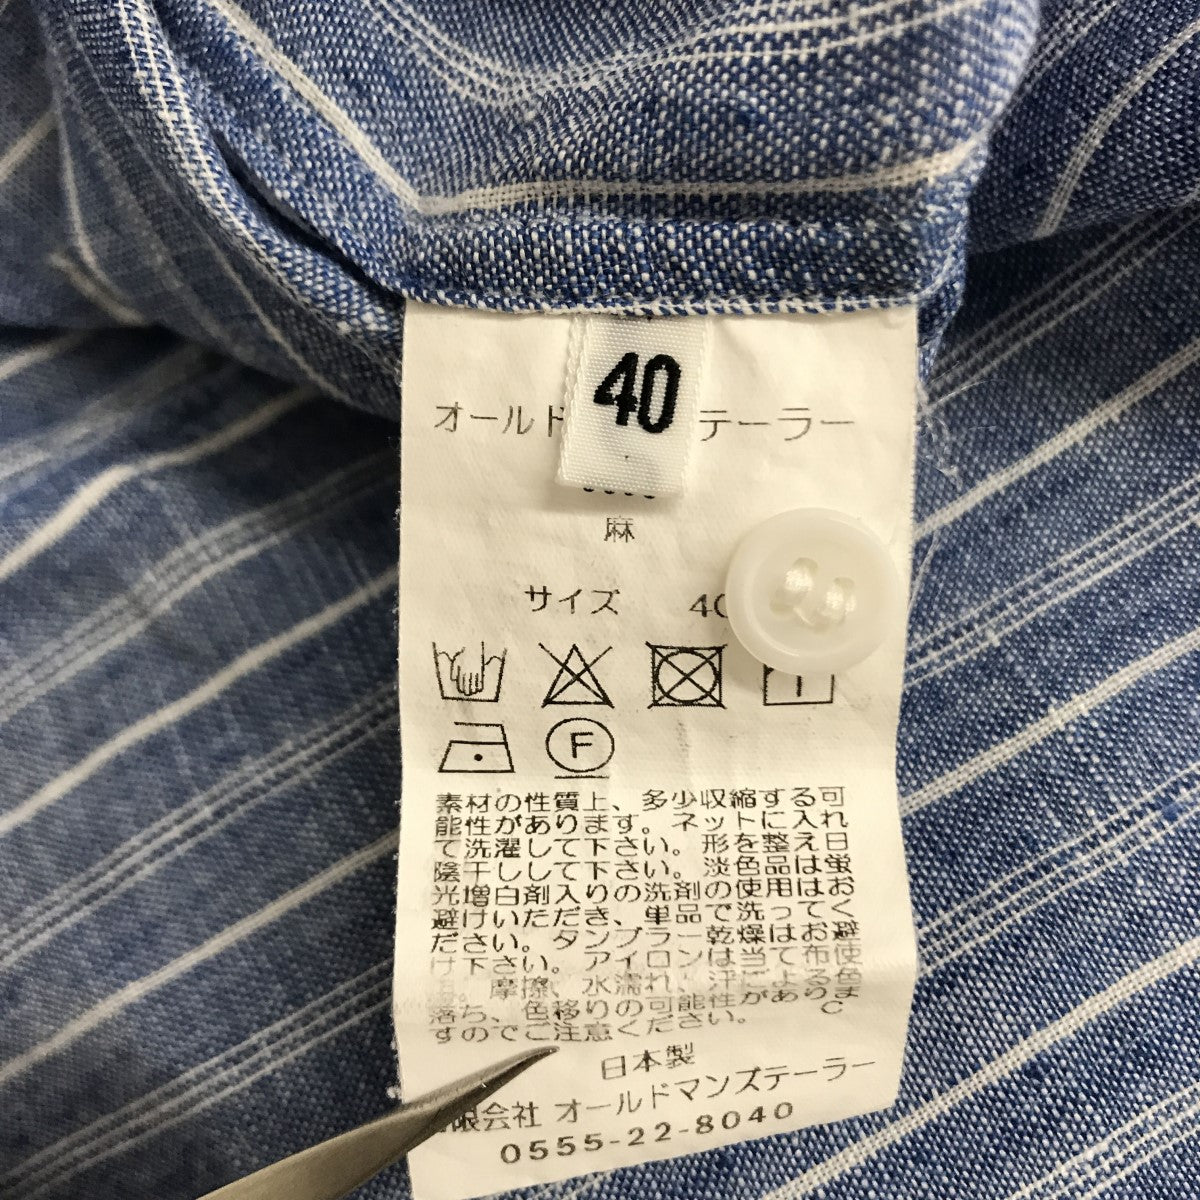 40
オールド テーラー
麻
サイズ 40
F
素材の性質上、多少収縮する可
能性があります。ネットに入れ
て洗濯して下さい。形を整え日
陰干しして下さい。淡色品は蛍
光増白剤入りの洗剤の使用はお
避けいただき、単品で洗ってく
ださい。タンブラー乾燥はお避
け下さい。アイロンは当て布使
。摩擦、水濡れ、汗による色
落ち、色移りの可能性がありま
すのでご注意ください。
C
日本製
限会社 オールドマンズテーラー
0555-22-8040